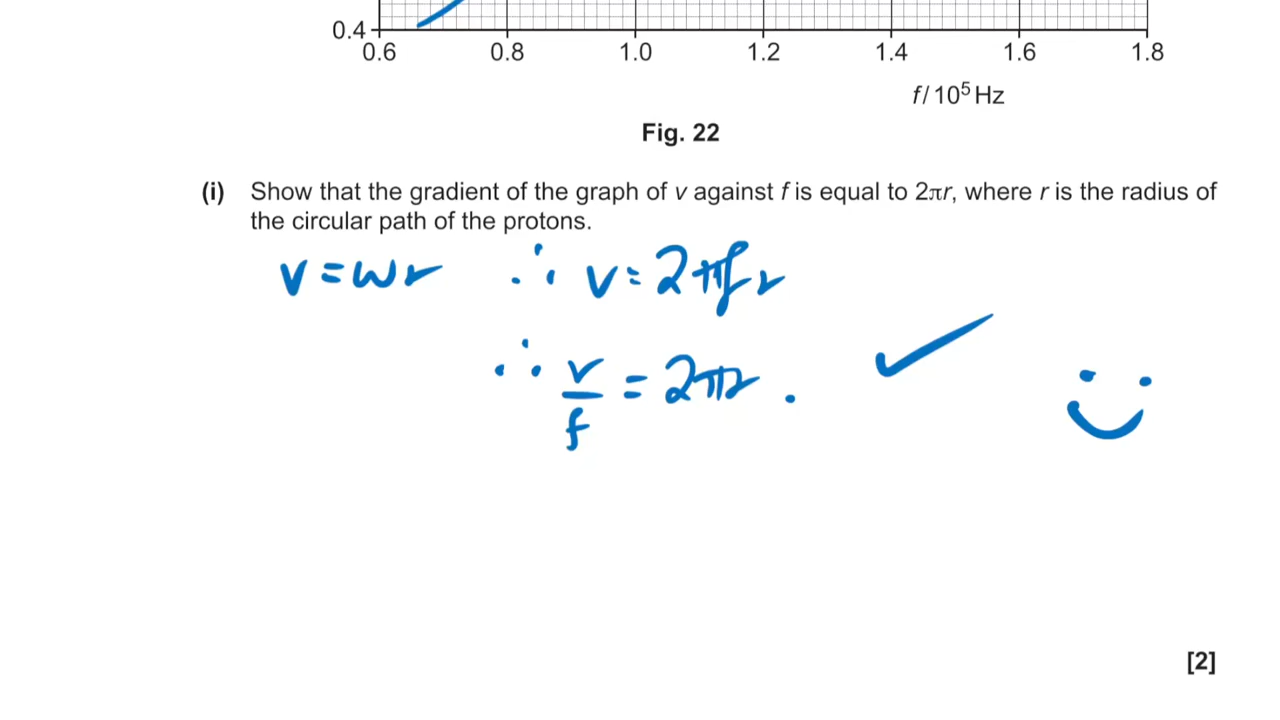 0.4
0.6 0.8 1.0 1.2 1.4 1.6 1.8
f/10⁵Hz
Fig. 22
(i) Show that the gradient of the graph of v against f is equal to 2πr, where r is the radius of
the circular path of the protons.
v = ωr ∴ v = 2πfr
∴ v/f = 2πr .
[2]